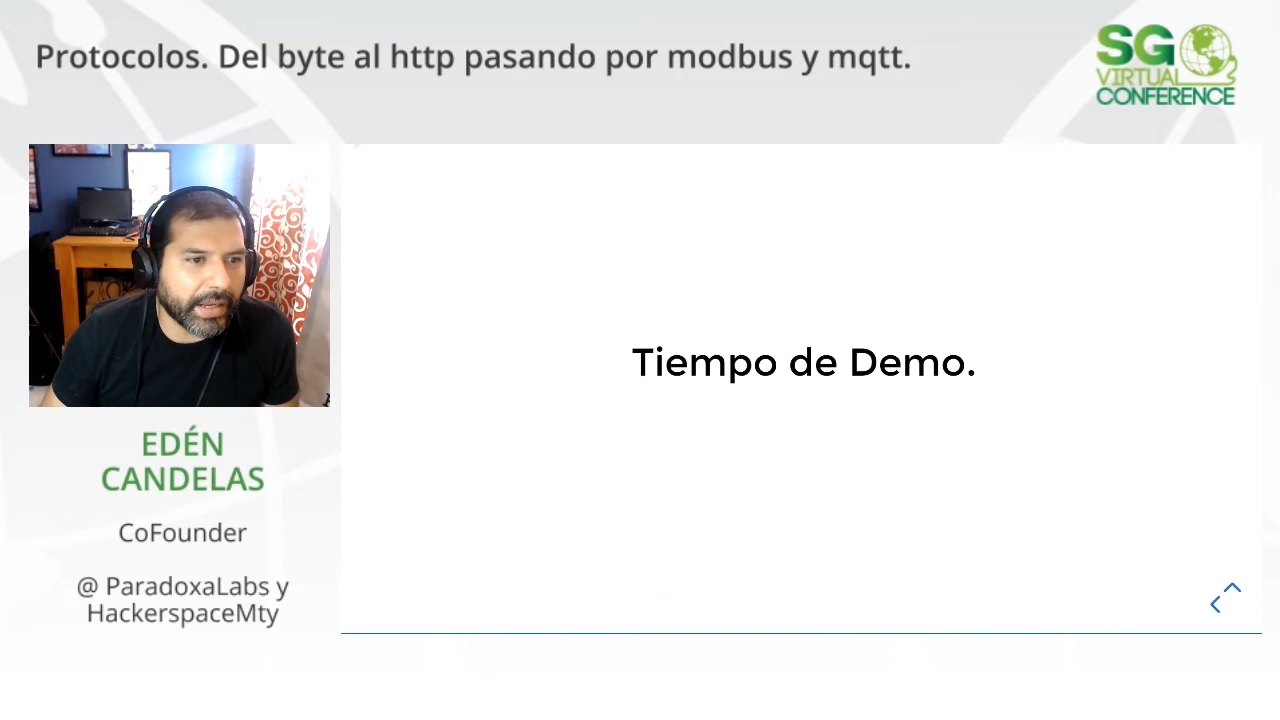 Protocolos. Del byte al http pasando por modbus y mqtt.
SG
VIRTUAL
CONFERENCE
Tiempo de Demo.
EDÉN
CANDELAS
CoFounder
@ ParadoxaLabs y
HackerspaceMty